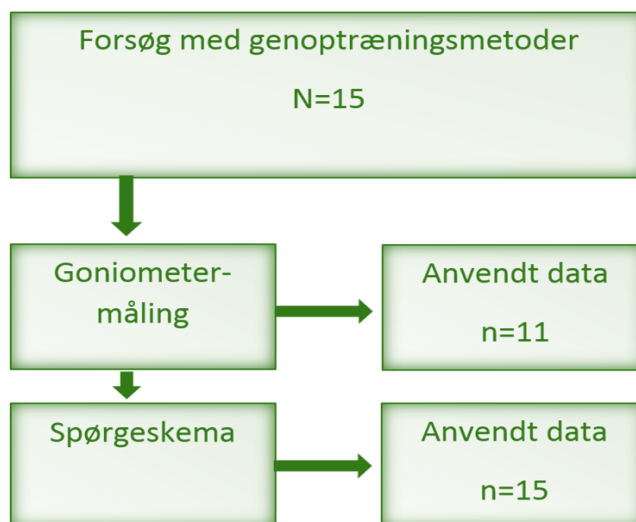 Forsøg med genoptræningsmetoder
N=15
Goniometer-
måling
Anvendt data
n=11
Spørgeskema
Anvendt data
n=15